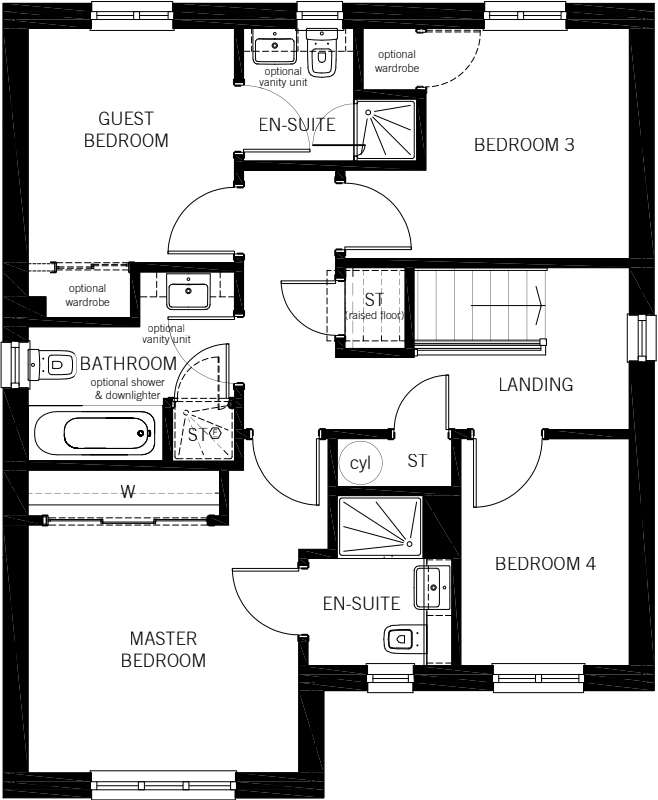 optional
vanity unit
optional
wardrobe
GUEST
BEDROOM
EN-SUITE
BEDROOM 3
optional
wardrobe
ST
(raised floor)
optional
vanity unit
BATHROOM
optional shower
& downlighter
LANDING
ST
cyl
ST
W
BEDROOM 4
EN-SUITE
MASTER
BEDROOM